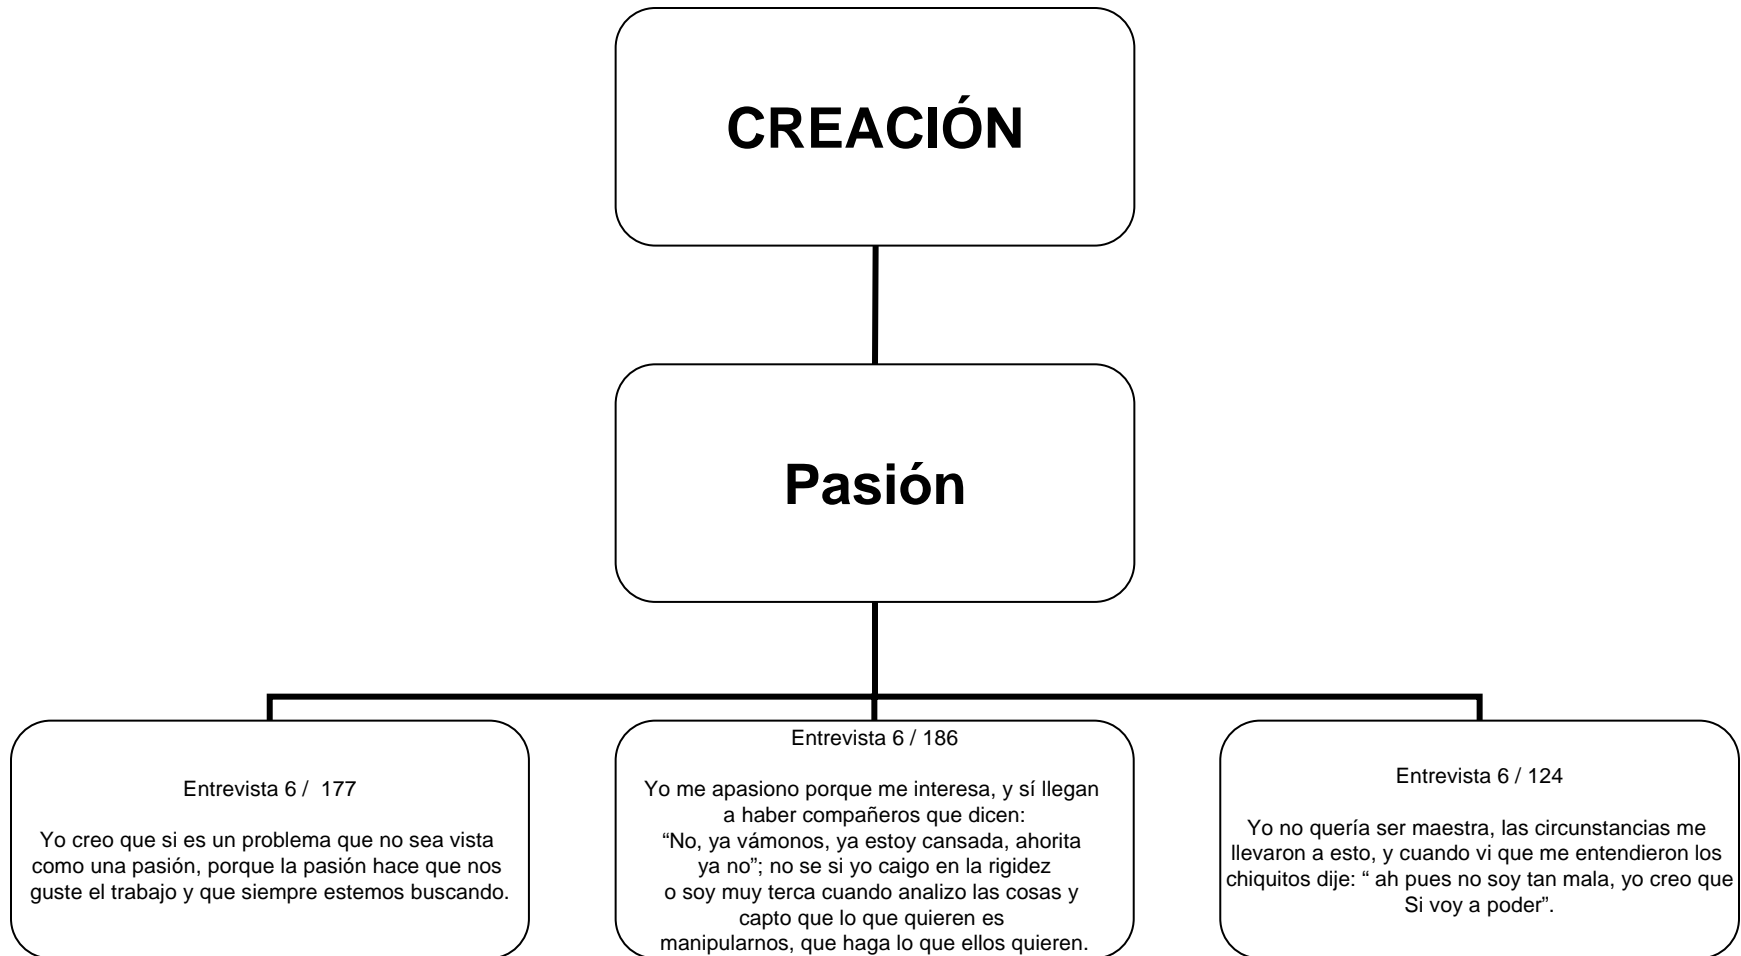 CREACIÓN
Pasión
Entrevista 6 / 177
Yo creo que si es un problema que no sea vista
como una pasión, porque la pasión hace que nos
guste el trabajo y que siempre estemos buscando.
Entrevista 6 / 186
Yo me apasiono porque me interesa, y sí llegan
a haber compañeros que dicen:
“No, ya vámonos, ya estoy cansada, ahorita
ya no”; no se si yo caigo en la rigidez
o soy muy terca cuando analizo las cosas y
capto que lo que quieren es
manipularnos, que haga lo que ellos quieren.
Entrevista 6 / 124
Yo no quería ser maestra, las circunstancias me
llevaron a esto, y cuando vi que me entendieron los
chiquitos dije: “ ah pues no soy tan mala, yo creo que
Si voy a poder”.